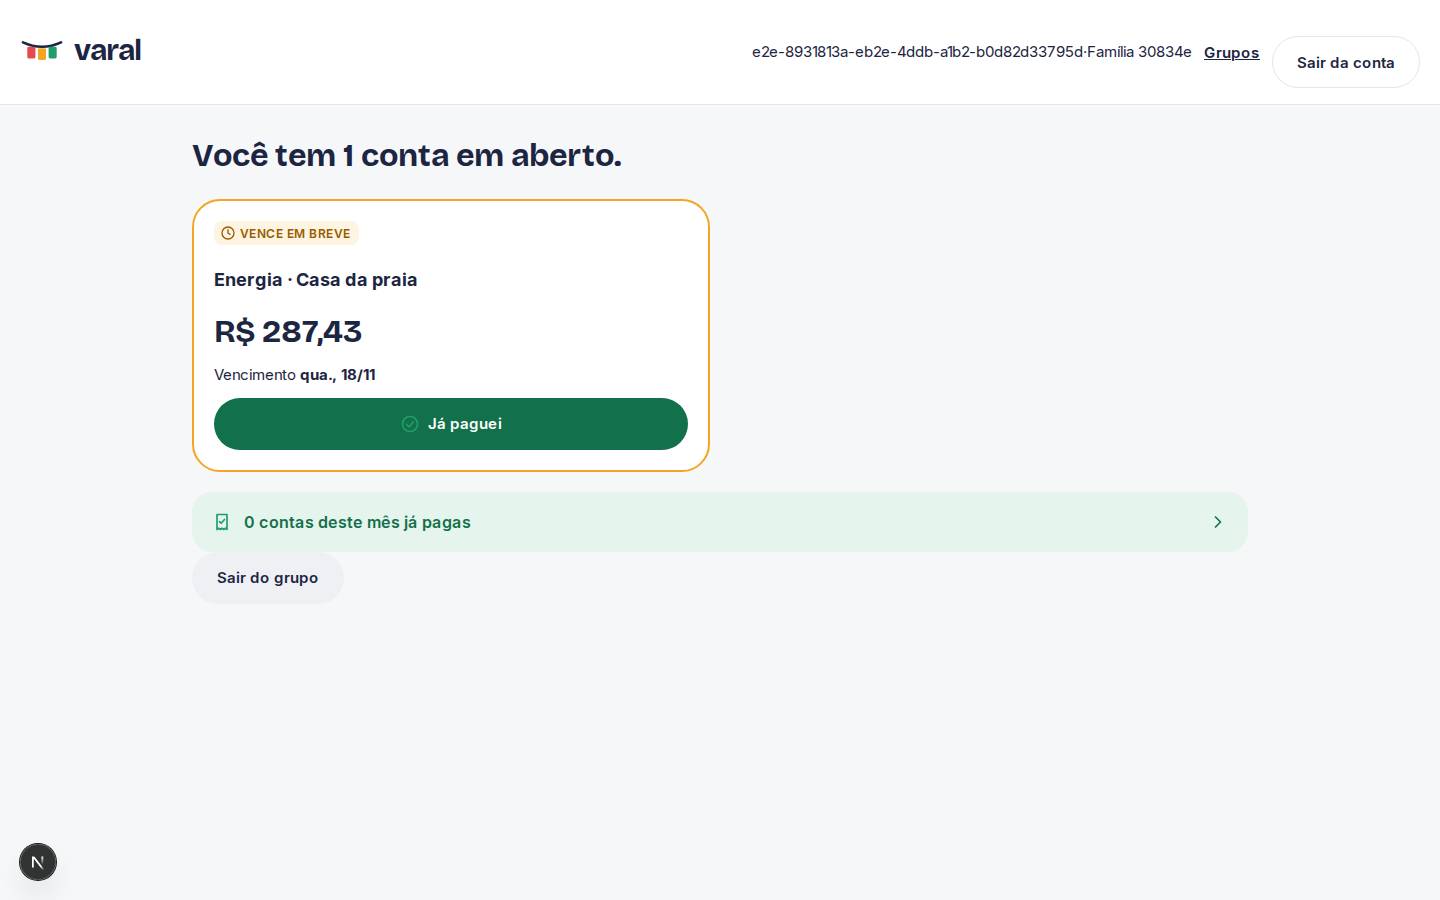 varal
e2e-8931813a-eb2e-4ddb-a1b2-b0d82d33795d·Família 30834e Grupos Sair da conta
Você tem 1 conta em aberto.
VENCE EM BREVE
Energia · Casa da praia
R$ 287,43
Vencimento qua., 18/11
Já paguei
0 contas deste mês já pagas
Sair do grupo
N